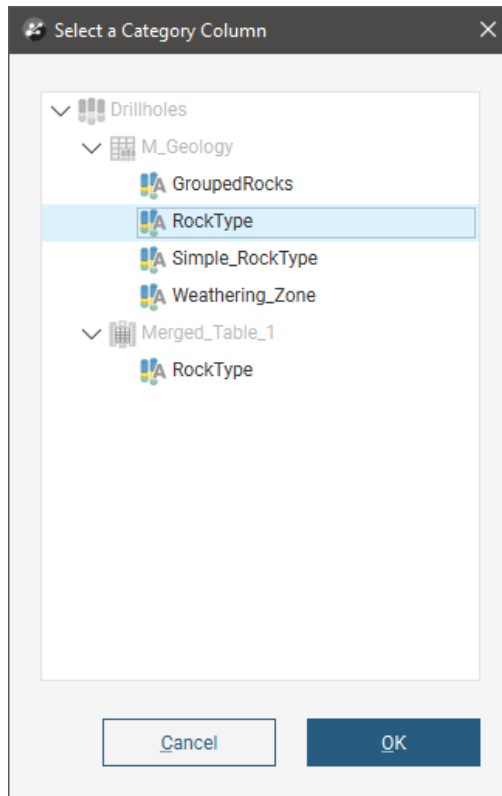 Select a Category Column
Drillholes
M_Geology
GroupedRocks
RockType
Simple_RockType
Weathering_Zone
Merged_Table_1
RockType
Cancel
OK